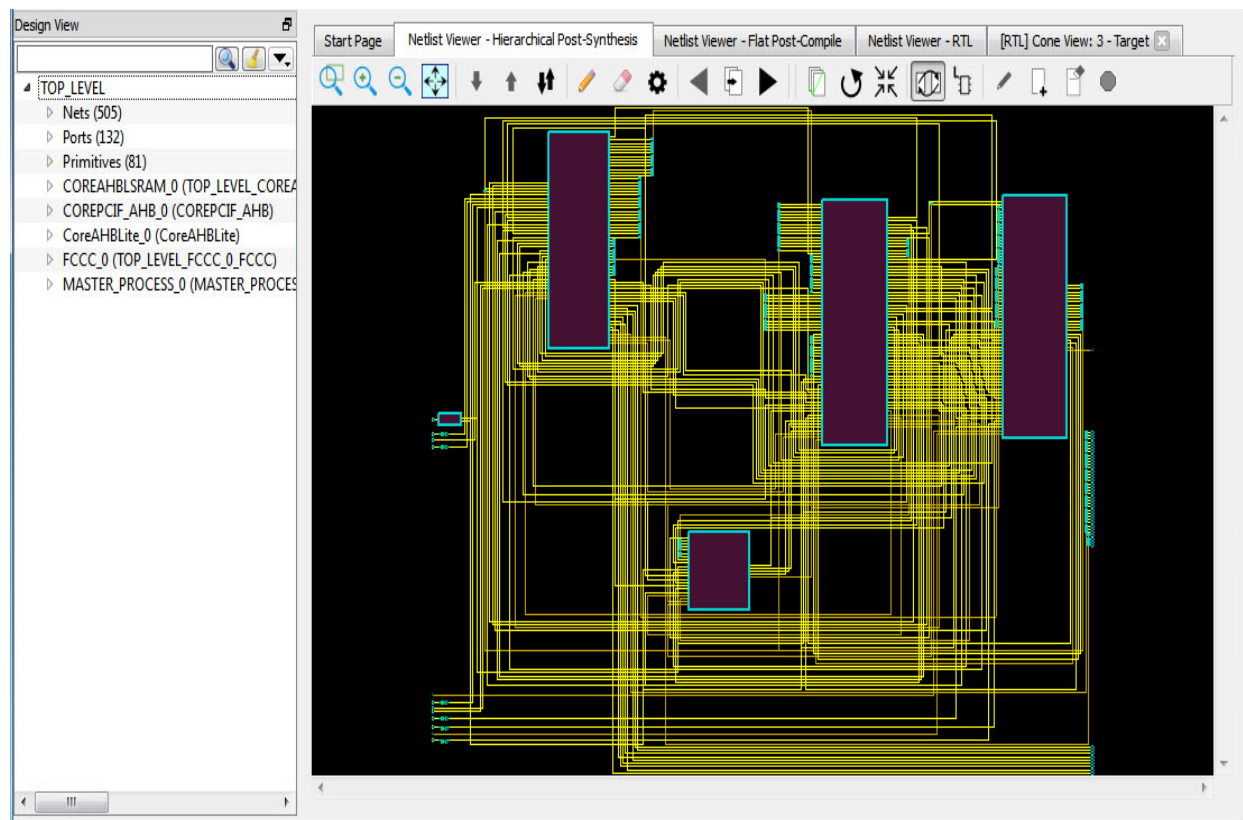 Design View
Start Page
Netlist Viewer - Hierarchical Post-Synthesis
Netlist Viewer - Flat Post-Compile
Netlist Viewer - RTL
[RTL] Cone View: 3 - Target
TOP_LEVEL
Nets (505)
Ports (132)
Primitives (81)
COREAHBLSRAM_0 (TOP_LEVEL_COREA
COREPCIF_AHB_0 (COREPCIF_AHB)
CoreAHBLite_0 (CoreAHBLite)
FCCC_0 (TOP_LEVEL_FCCC_0_FCCC)
MASTER_PROCESS_0 (MASTER_PROCES